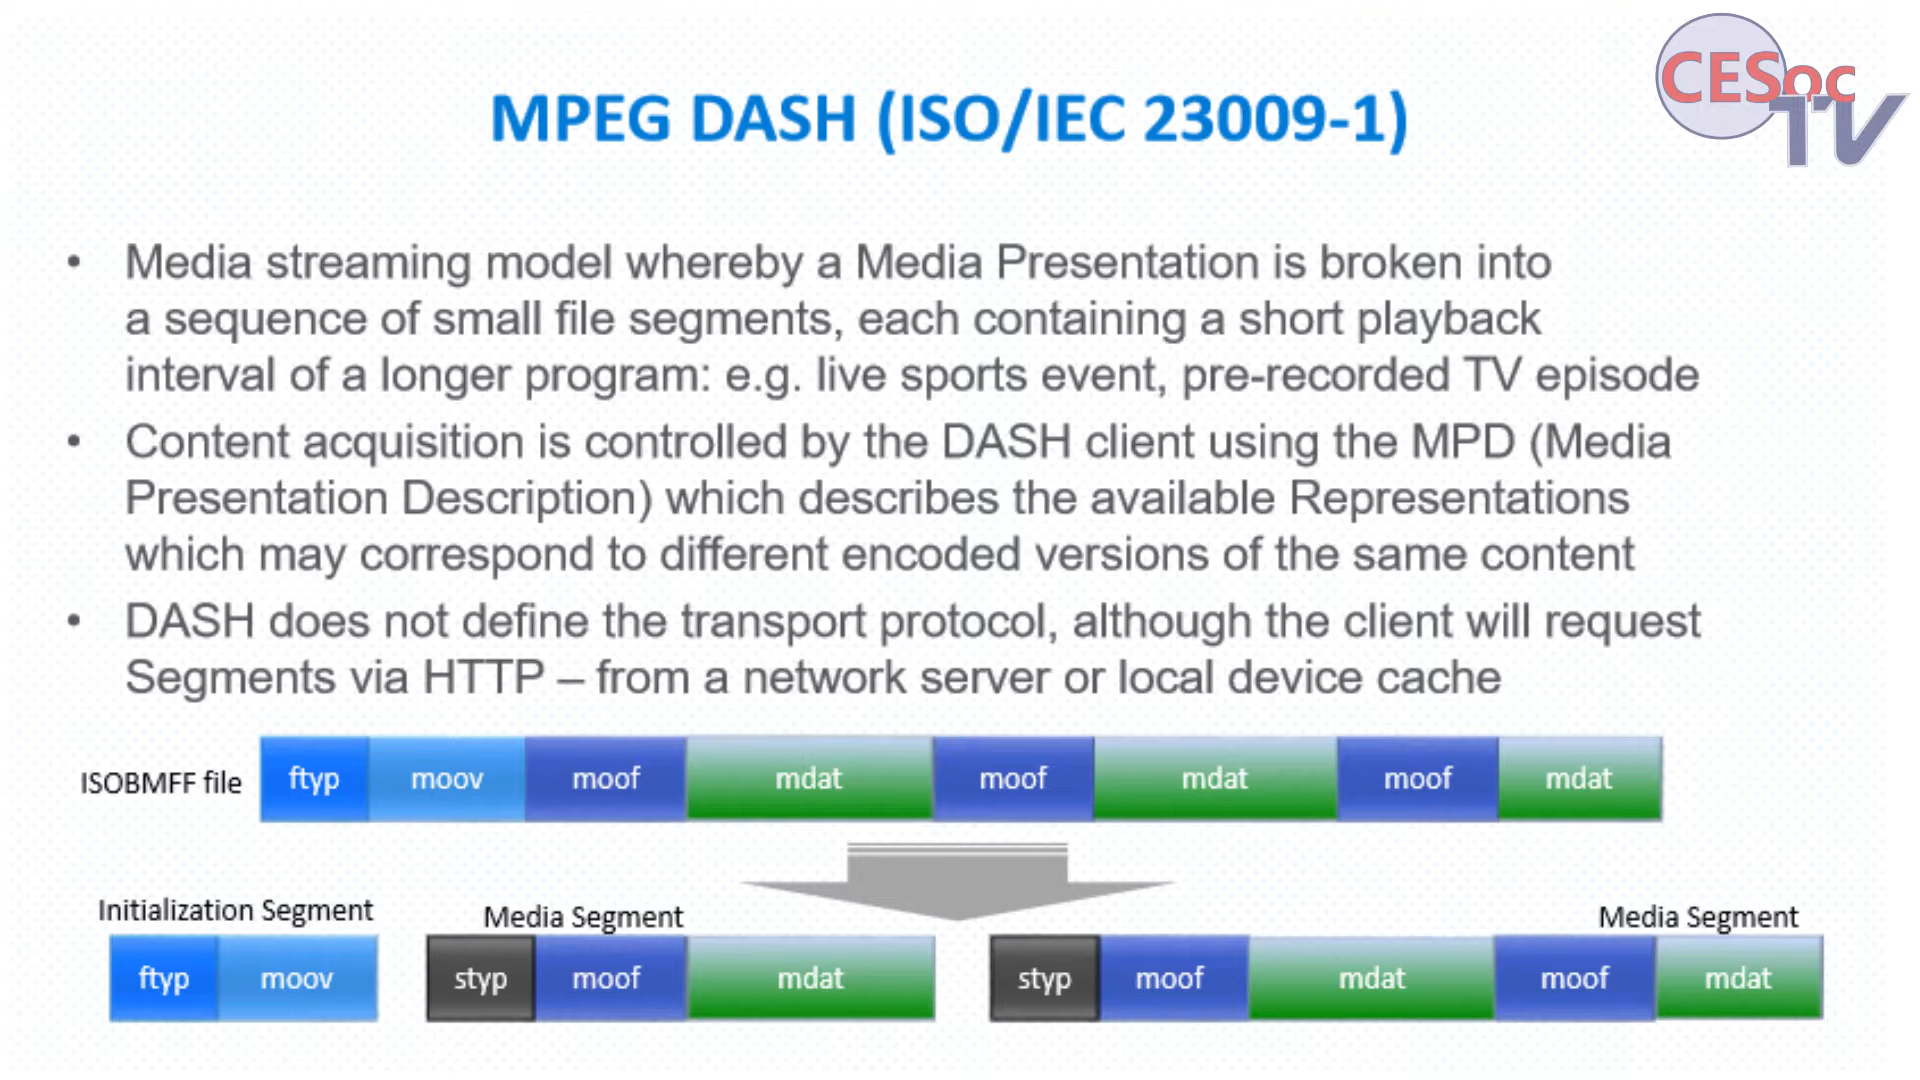 CESoc
TV
MPEG DASH (ISO/IEC 23009-1)
• Media streaming model whereby a Media Presentation is broken into
a sequence of small file segments, each containing a short playback
interval of a longer program: e.g. live sports event, pre-recorded TV episode
• Content acquisition is controlled by the DASH client using the MPD (Media
Presentation Description) which describes the available Representations
which may correspond to different encoded versions of the same content
• DASH does not define the transport protocol, although the client will request
Segments via HTTP – from a network server or local device cache
ISOBMFF file ftyp moov moof mdat moof mdat moof mdat
Initialization Segment Media Segment Media Segment
ftyp moov styp moof mdat styp moof mdat moof mdat